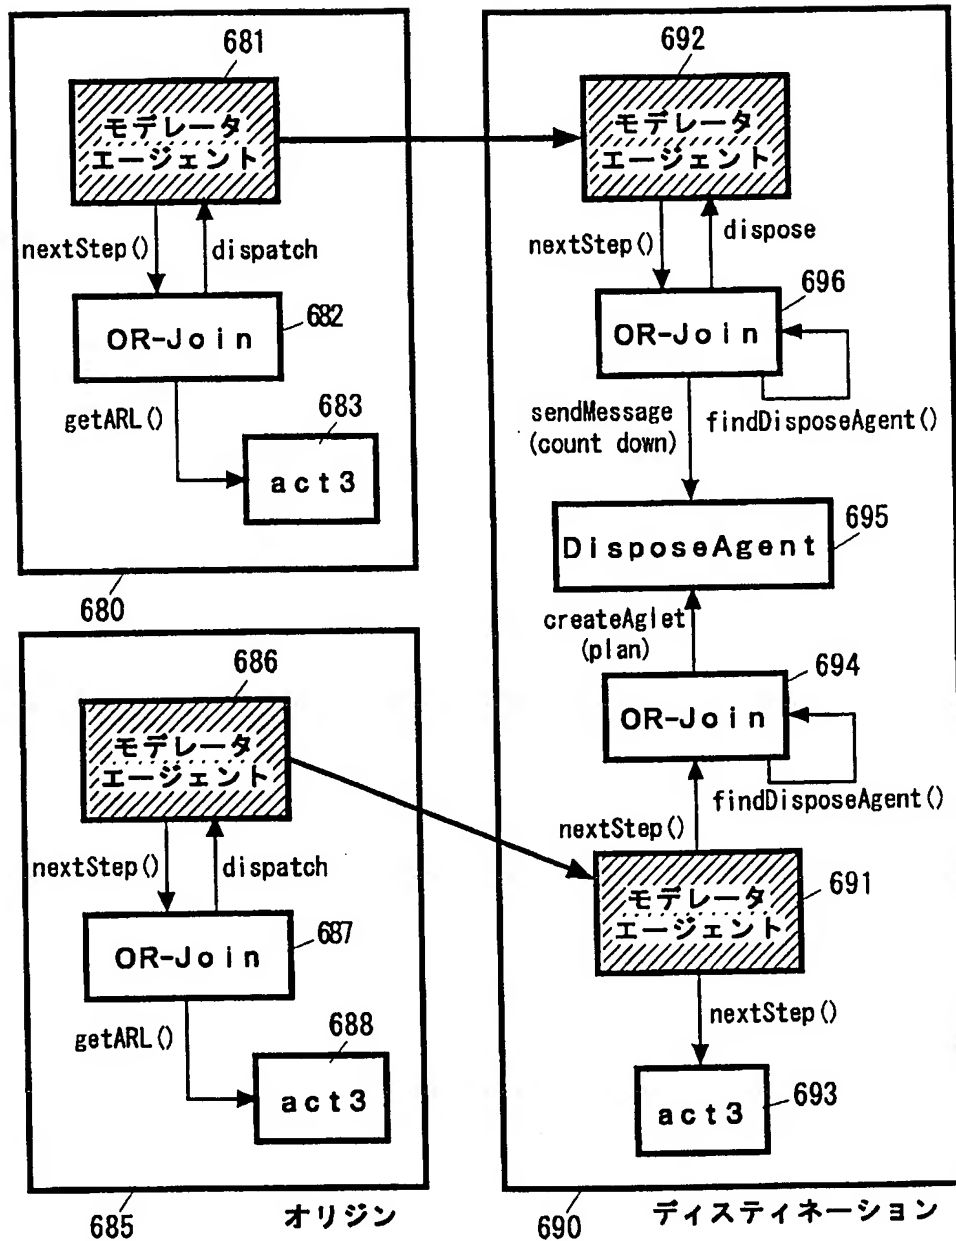 681
モデレータ
エージェント
nextStep()
dispatch
OR-Join
682
getARL()
683
act3
680
686
モデレータ
エージェント
nextStep()
dispatch
OR-Join
687
getARL()
688
act3
685
オリジン
692
モデレータ
エージェント
nextStep()
dispose
696
OR-Join
sendMessage
(count down)
findDisposeAgent()
DisposeAgent
695
createAglet
(plan)
694
OR-Join
findDisposeAgent()
nextStep()
モデレータ
エージェント
691
nextStep()
act3
693
690
ディスティネーション